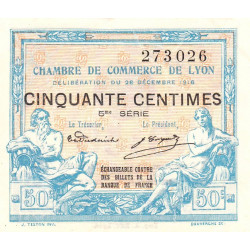 273026
CHAMBRE DE COMMERCE DE LYON
DÉLIBÉRATION DU 28 DÉCEMBRE 1916
CINQUANTE CENTIMES
5me SÉRIE
Le Trésorier, Le Président,
ÉCHANGEABLE CONTRE
DES BILLETS DE LA
BANQUE DE FRANCE
50c 50c